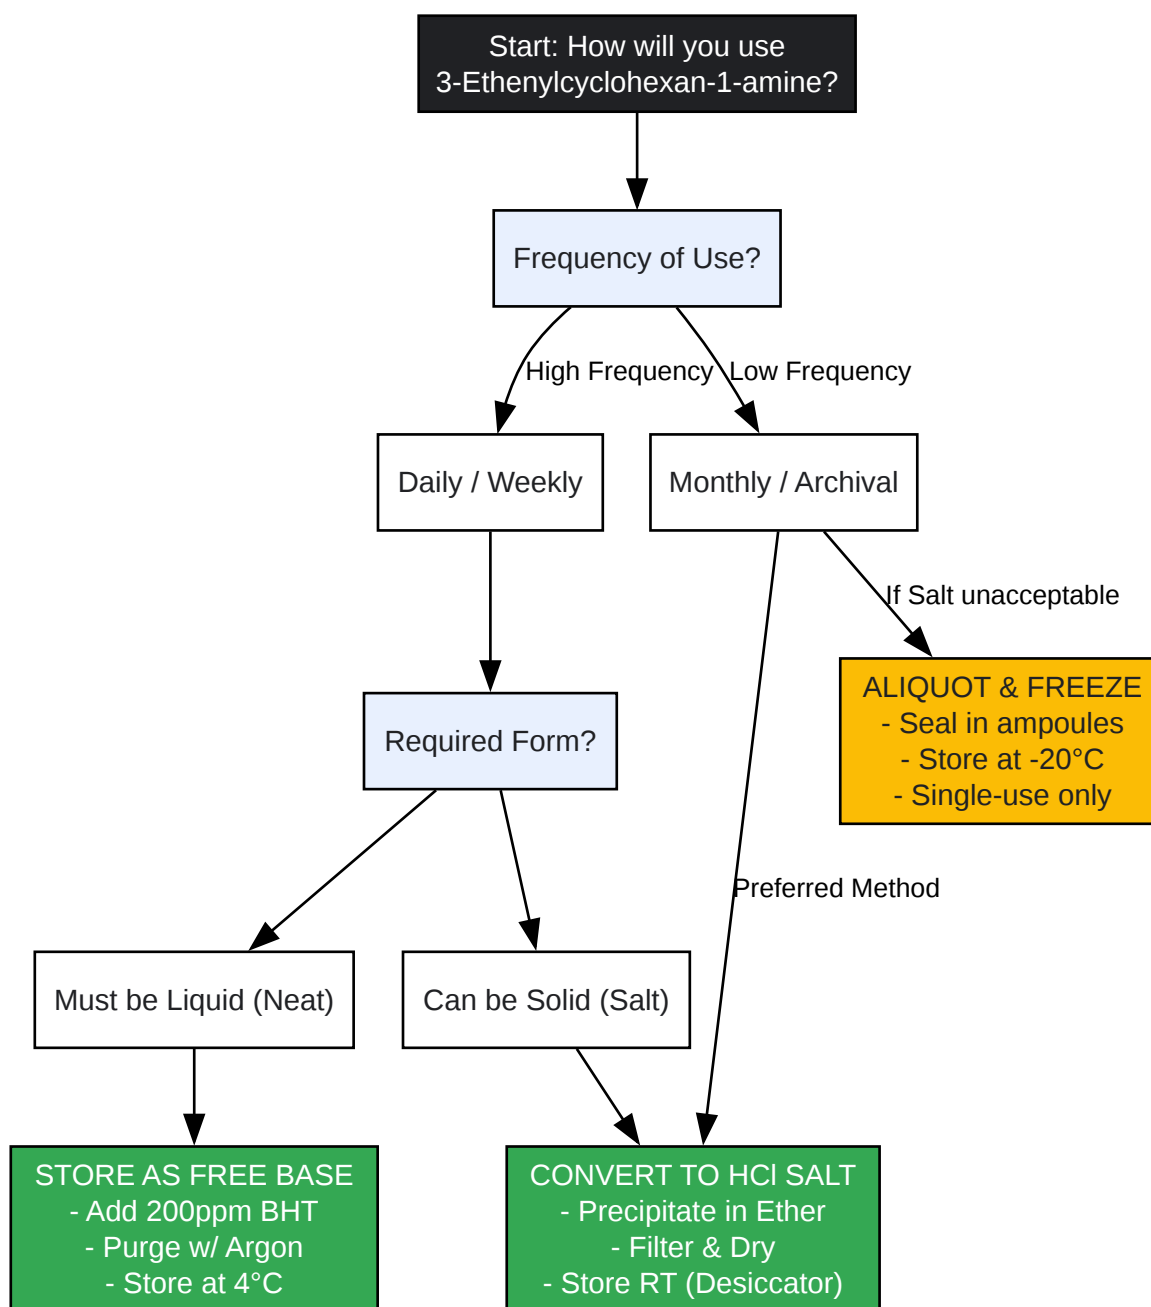 Start: How will you use
3-Ethenylcyclohexan-1-amine?
Frequency of Use?
High Frequency
Low Frequency
Daily / Weekly
Monthly / Archival
If Salt unacceptable
ALIQUOT & FREEZE
- Seal in ampoules
- Store at -20°C
- Single-use only
Required Form?
Preferred Method
Must be Liquid (Neat)
Can be Solid (Salt)
STORE AS FREE BASE
- Add 200ppm BHT
- Purge w/ Argon
- Store at 4°C
CONVERT TO HCl SALT
- Precipitate in Ether
- Filter & Dry
- Store RT (Desiccator)